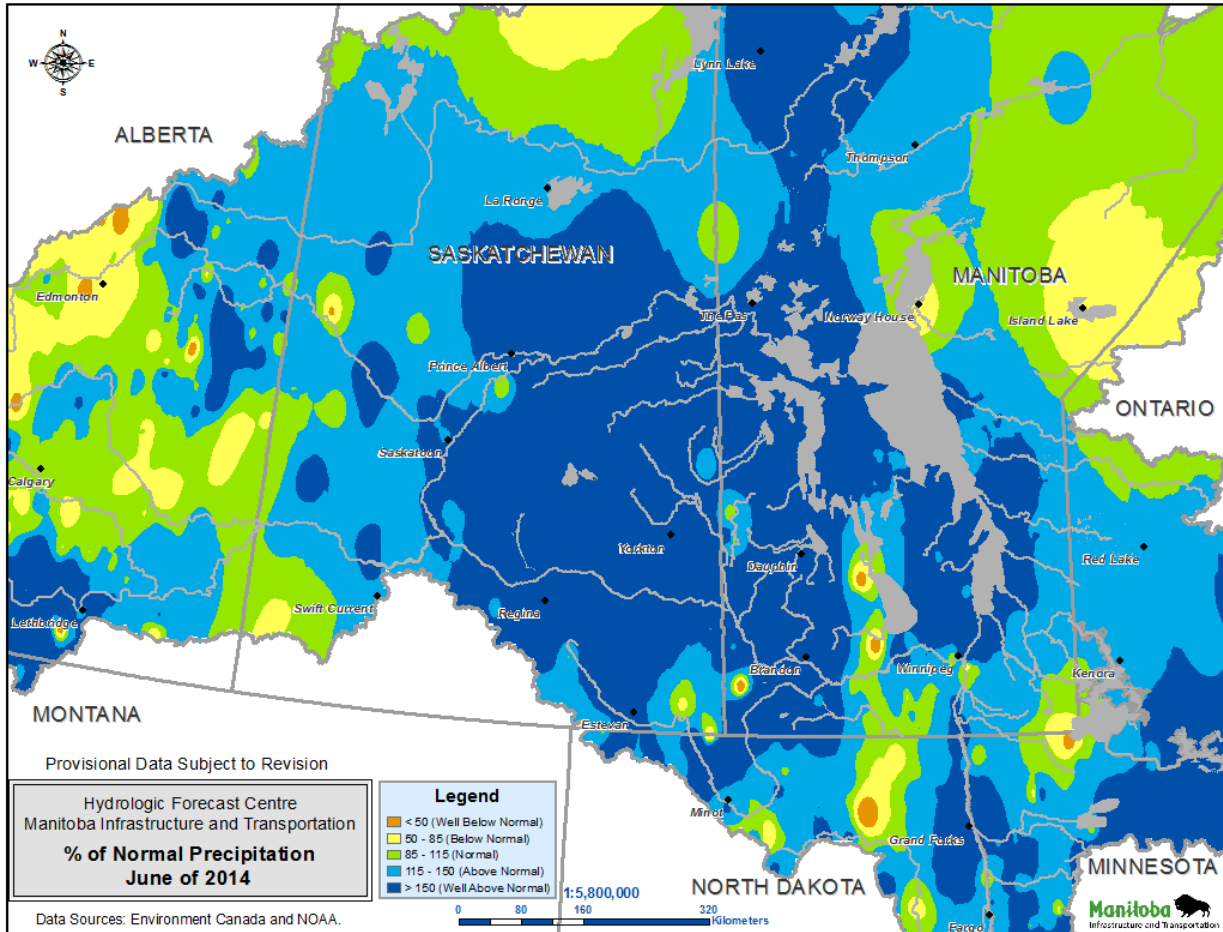 N
W E
S
Lynn Lake
ALBERTA
Thompson
La Ronge
SASKATCHEWAN
MANITOBA
Edmonton
The Pas
Norway House
Island Lake
Prince Albert
ONTARIO
Saskatoon
Calgary
Yorkton
Dauphin
Red Lake
Swift Current
Regina
Lethbridge
Brandon
Winnipeg
Kenora
MONTANA
Estevan
Provisional Data Subject to Revision
Hydrologic Forecast Centre
Manitoba Infrastructure and Transportation
% of Normal Precipitation
June of 2014
Data Sources: Environment Canada and NOAA.
Legend
< 50 (Well Below Normal)
50 - 85 (Below Normal)
85 - 115 (Normal)
115 - 150 (Above Normal)
> 150 (Well Above Normal)
Minot
Grand Forks
MINNESOTA
NORTH DAKOTA
1:5,800,000
0 80 160 320
Kilometers
Fargo
Manitoba
Infrastructure and Transportation